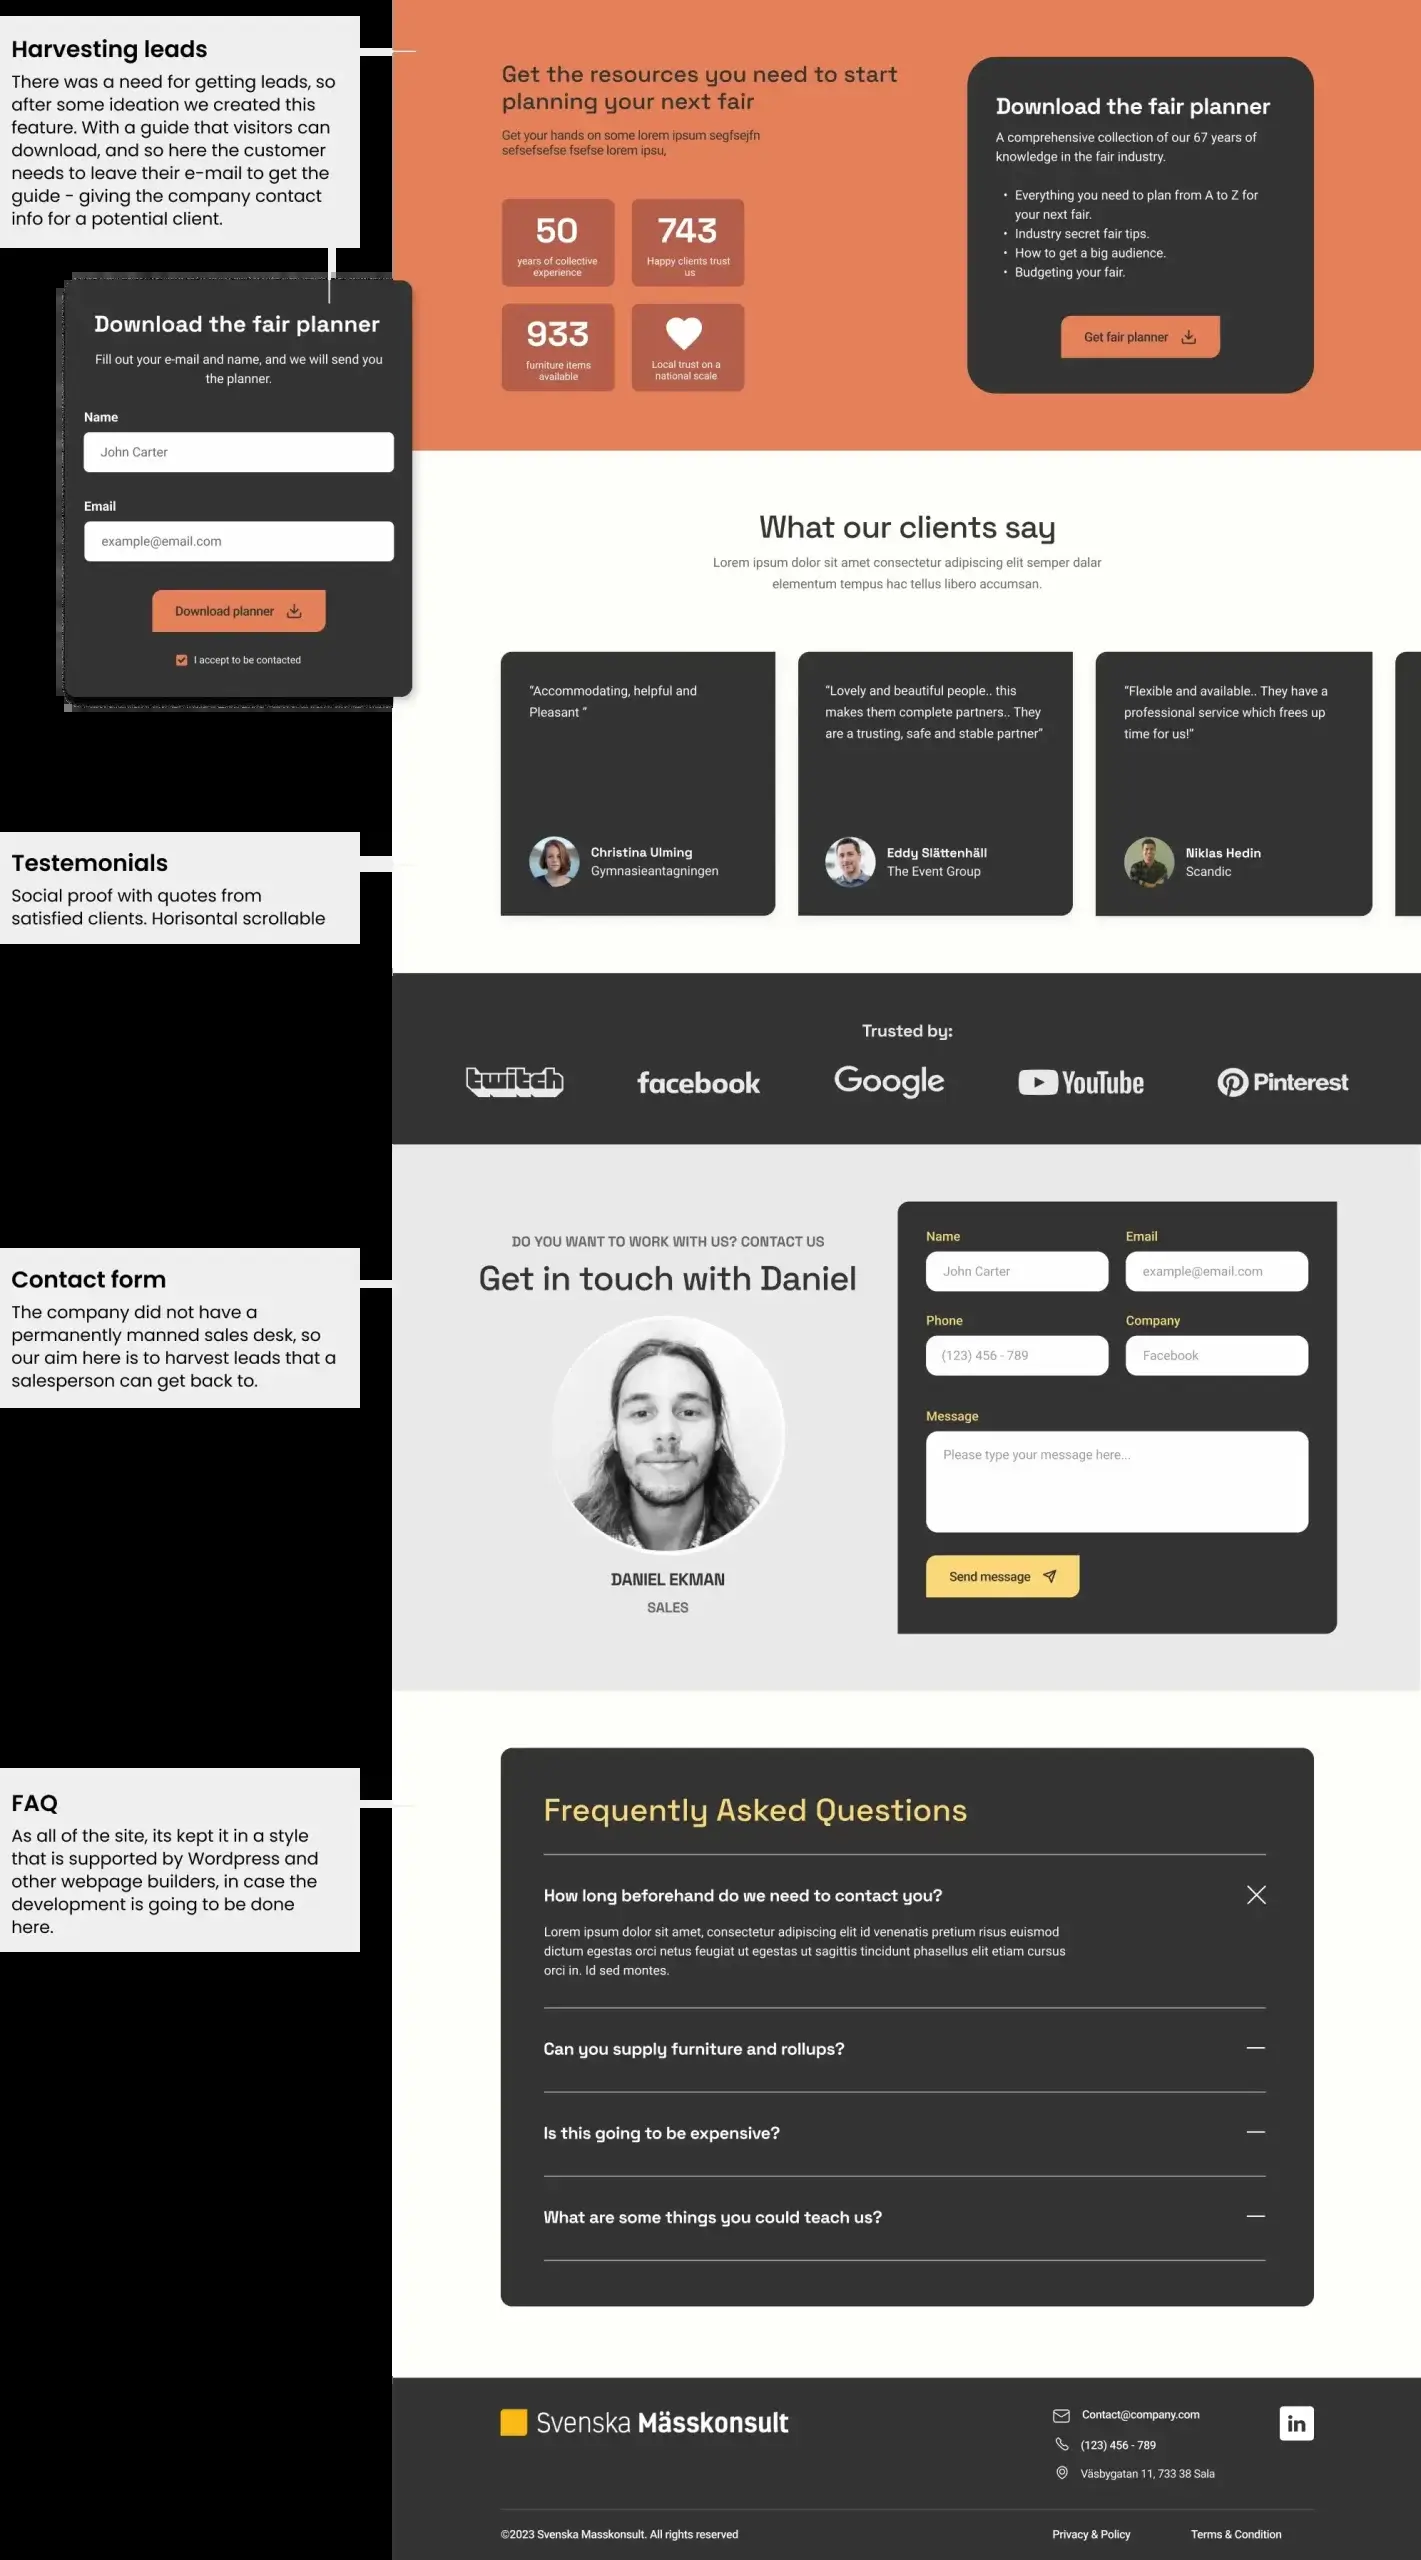 Harvesting leads
There was a need for getting leads, so
after some ideation we created this
feature. With a guide that visitors can
download, and so here the customer
needs to leave their e-mail to get the
guide - giving the company contact
info for a potential client.
Download the fair planner
Fill out your e-mail and name, and we will send you
the planner.
Name
John Carter
Email
example@email.com
Download planner
I accept to be contacted
Get the resources you need to start
planning your next fair
Get your hands on some lorem ipsum segfsejfn
sefsefsefse fsefse lorem ipsu,
50
years of collective
experience
743
Happy clients trust
us
933
furniture items
available
Local trust on a
national scale
Download the fair planner
A comprehensive collection of our 67 years of
knowledge in the fair industry.
• Everything you need to plan from A to Z for
your next fair.
• Industry secret fair tips.
• How to get a big audience.
• Budgeting your fair.
Get fair planner
Testemonials
Social proof with quotes from
satisfied clients. Horisontal scrollable
What our clients say
Lorem ipsum dolor sit amet consectetur adipiscing elit semper dalar
elementum tempus hac tellus libero accumsan.
"Accommodating, helpful and
Pleasant "
Christina Ulming
Gymnasieantagningen
"Lovely and beautiful people.. this
makes them complete partners.. They
are a trusting, safe and stable partner"
Eddy Slättenhäll
The Event Group
"Flexible and available.. They have a
professional service which frees up
time for us!"
Niklas Hedin
Scandic
Trusted by:
twitch
facebook
Google
YouTube
Pinterest
Contact form
The company did not have a
permanently manned sales desk, so
our aim here is to harvest leads that a
salesperson can get back to.
DO YOU WANT TO WORK WITH US? CONTACT US
Get in touch with Daniel
DANIEL EKMAN
SALES
Name
John Carter
Email
example@email.com
Phone
(123) 456 - 789
Company
Facebook
Message
Please type your message here...
Send message
FAQ
As all of the site, its kept it in a style
that is supported by Wordpress and
other webpage builders, in case the
development is going to be done
here.
Frequently Asked Questions
How long beforehand do we need to contact you?
Lorem ipsum dolor sit amet, consectetur adipiscing elit id venenatis pretium risus euismod
dictum egestas orci netus feugiat ut egestas ut sagittis tincidunt phasellus elit etiam cursus
orci in. Id sed montes.
Can you supply furniture and rollups?
Is this going to be expensive?
What are some things you could teach us?
Svenska Mässkonsult
Contact@company.com
(123) 456 - 789
Väsbygatan 11, 733 38 Sala
in
©2023 Svenska Masskonsult. All rights reserved
Privacy & Policy
Terms & Condition